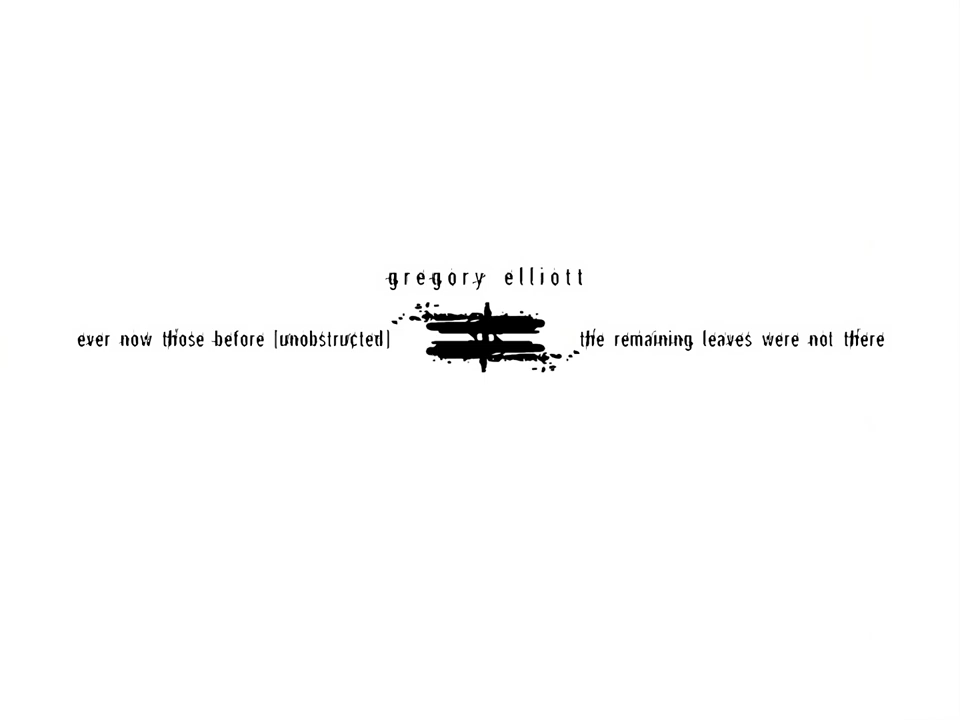 gregory elliott
ever now those before [unobstructed] the remaining leaves were not there